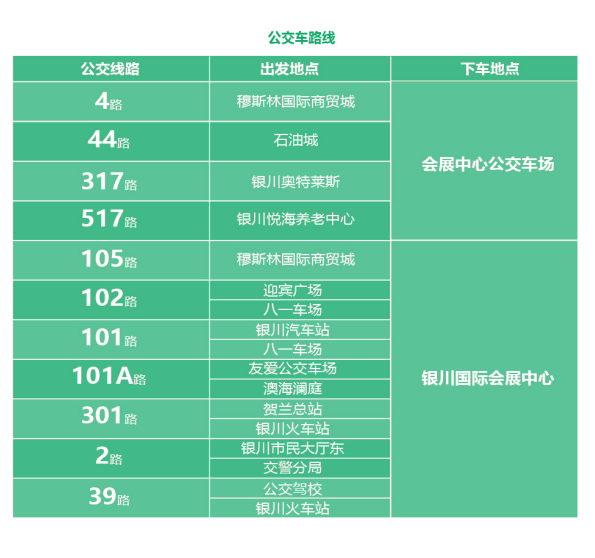 公交车路线
公交线路 出发地点 下车地点
4路 穆斯林国际商贸城
44路 石油城
会展中心公交车场
317路 银川奥特莱斯
517路 银川悦海养老中心
105路 穆斯林国际商贸城
102路 迎宾广场
八一车场
101路 银川汽车站
八一车场
101A路 友爱公交车场
澳海澜庭
银川国际会展中心
301路 贺兰总站
银川火车站
2路 银川市民大厅东
交警分局
39路 公交驾校
银川火车站